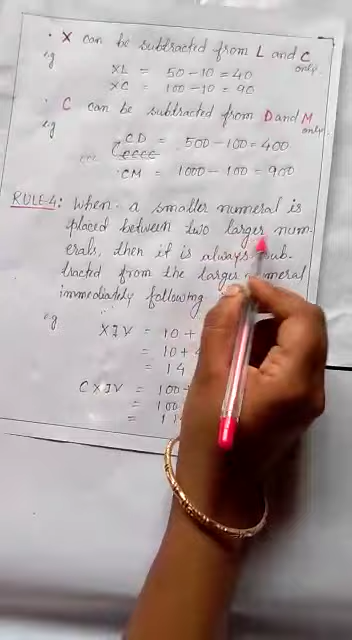 • X can be subtracted from L and C only.
eg
XL = 50-10 = 40
XC = 100-10 = 90
• C can be subtracted from D and M only.
eg
CD = 500-100 = 400
CCCC
CM = 1000-100 = 900
RULE-4: When a smaller numeral is
placed between two larger num-
erals, then it is always sub-
tracted from the larger numeral
immediately following
eg
XIV = 10+
= 10+4
= 14
CXIV = 100+
= 100
=